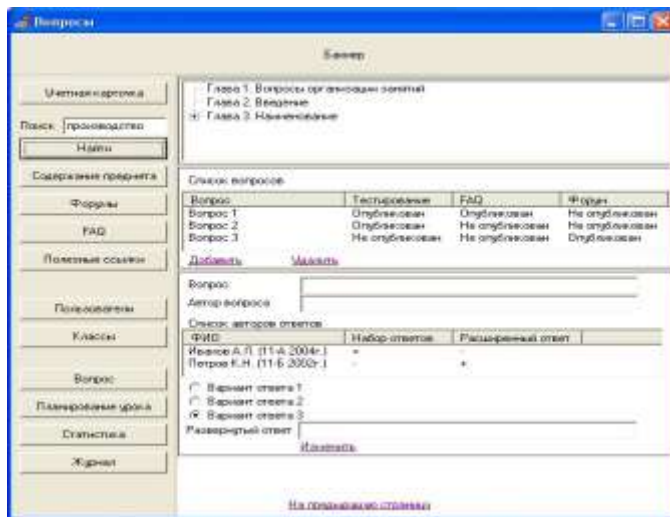 Вопросы
Баннер
Учетная карточка
Поиск производство
Найти
Содержание предмета
Форумы
FAQ
Полезные ссылки
Пользователи
Классы
Вопрос
Планирование урока
Статистика
Журнал
Глава 1. Вопросы организации занятий
Глава 2. Введение
Глава 3. Наименование
Список вопросов
Вопрос Тестирование FAQ Форум
Вопрос 1 Опубликован Опубликован Не опубликован
Вопрос 2 Опубликован Не опубликован Не опубликован
Вопрос 3 Не опубликован Не опубликован Опубликован
Добавить Удалить
Вопрос
Автор вопроса
Список авторов ответов
ФИО Набор ответов Расширенный ответ
Иванов А.П. (11-А 2004г.) + -
Петров К.Н. (11-Б 2002г.) - +
Вариант ответа 1
Вариант ответа 2
Вариант ответа 3
Развернутый ответ
Изменить
На предыдущую страницу